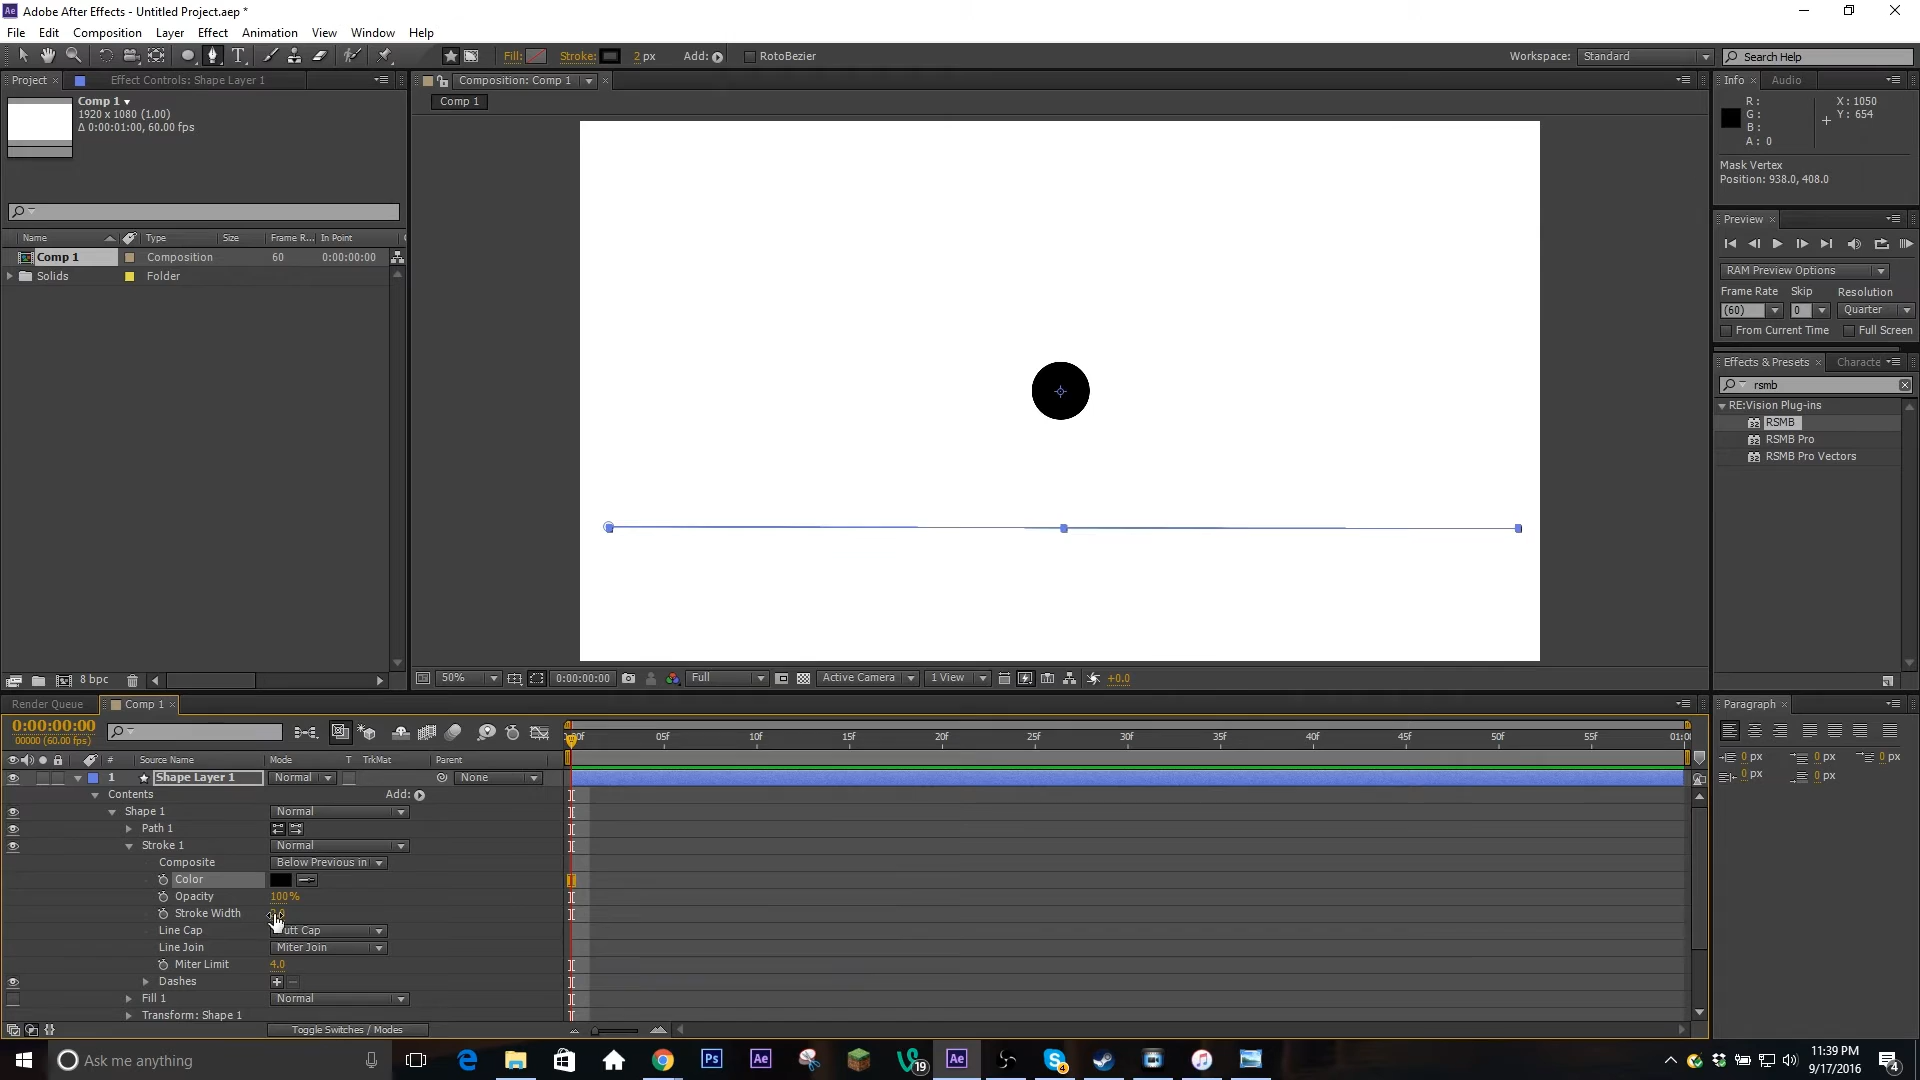 Adobe After Effects - Untitled Project.aep *
File Edit Composition Layer Effect Animation View Window Help
Fill: Stroke: 2 px Add: RotoBezier Workspace: Standard Search Help
Project Effect Controls: Shape Layer 1 Composition: Comp 1 Info Audio
Comp 1
1920 x 1080 (1.00)
Δ 0:00:01:00, 60.00 fps
Comp 1
R :
G :
B :
A : 0
X : 1050
Y : 654
Mask Vertex
Position: 938.0, 408.0
Name Type Size Frame R... In Point
Comp 1 Composition 60 0:00:00:00
Solids Folder
Preview
RAM Preview Options
Frame Rate Skip Resolution
(60) 0 Quarter
From Current Time Full Screen
Effects & Presets Characte
rsmb
RE:Vision Plug-ins
RSMB
RSMB Pro
RSMB Pro Vectors
8 bpc
50% 0:00:00:00 Full Active Camera 1 View +0.0
Render Queue Comp 1 Paragraph
0:00:00:00
00000 (60.00 fps)
05f 10f 15f 20f 25f 30f 35f 40f 45f 50f 55f
# Source Name Mode T TrkMat Parent
1 Shape Layer 1 Normal None
Contents Add:
Shape 1 Normal
Path 1
Stroke 1 Normal
Composite Below Previous in
Color
Opacity 100%
Stroke Width
Line Cap
Line Join Miter Join
Miter Limit 4.0
Dashes
Fill 1 Normal
Transform: Shape 1
Toggle Switches / Modes
0 px 0 px 0 px
0 px 0 px
Ask me anything
Ps Ae 19 Ae 4
11:39 PM
9/17/2016
4